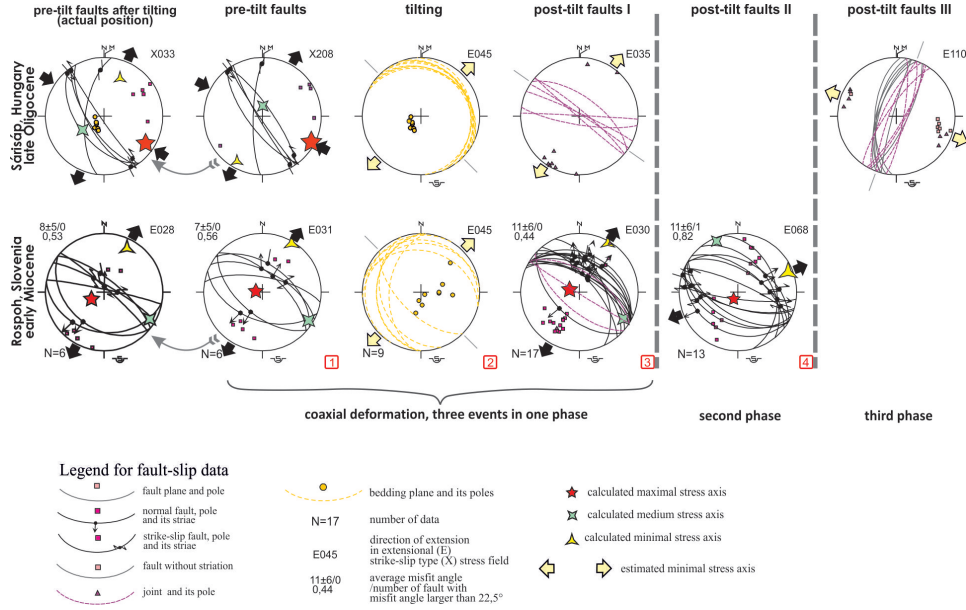 pre-tilt faults after tilting
(actual position)
pre-tilt faults
tilting
post-tilt faults I
post-tilt faults II
post-tilt faults III
Sárisáp, Hungary
late Oligocene
N M
X033
S
N M
X208
S
N M
E045
S
N M
E035
S
N M
E110
S
Rospoh, Slovenia
early Miocene
8±5/0
0,53
N
E028
N=6
S
7±5/0
0,56
N
E031
N=6
S
1
N
E045
N=9
S
2
11±6/0
0,44
N
E030
N=17
S
3
11±6/1
0,82
N
E068
N=13
S
4
coaxial deformation, three events in one phase
second phase
third phase
Legend for fault-slip data
fault plane and pole
normal fault, pole
and its striae
strike-slip fault, pole
and its striae
fault without striation
joint and its pole
bedding plane and its poles
N=17
number of data
E045
direction of extension
in extensional (E)
strike-slip type (X) stress field
11±6/0
0,44
average misfit angle
/number of fault with
misfit angle larger than 22,5°
calculated maximal stress axis
calculated medium stress axis
calculated minimal stress axis
estimated minimal stress axis